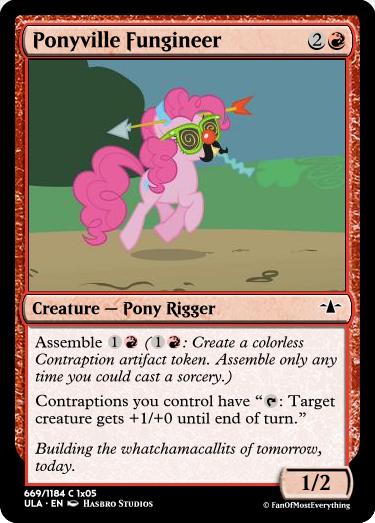 Ponyville Fungineer 2
Creature — Pony Rigger
Assemble 1 (1 : Create a colorless
Contraption artifact token. Assemble only any
time you could cast a sorcery.)
Contraptions you control have “ : Target
creature gets +1/+0 until end of turn.”
Building the whatchamacallits of tomorrow,
today.
1/2
669/1184 C 1x05
ULA • EN Hasbro Studios
© FanOfMostEverything